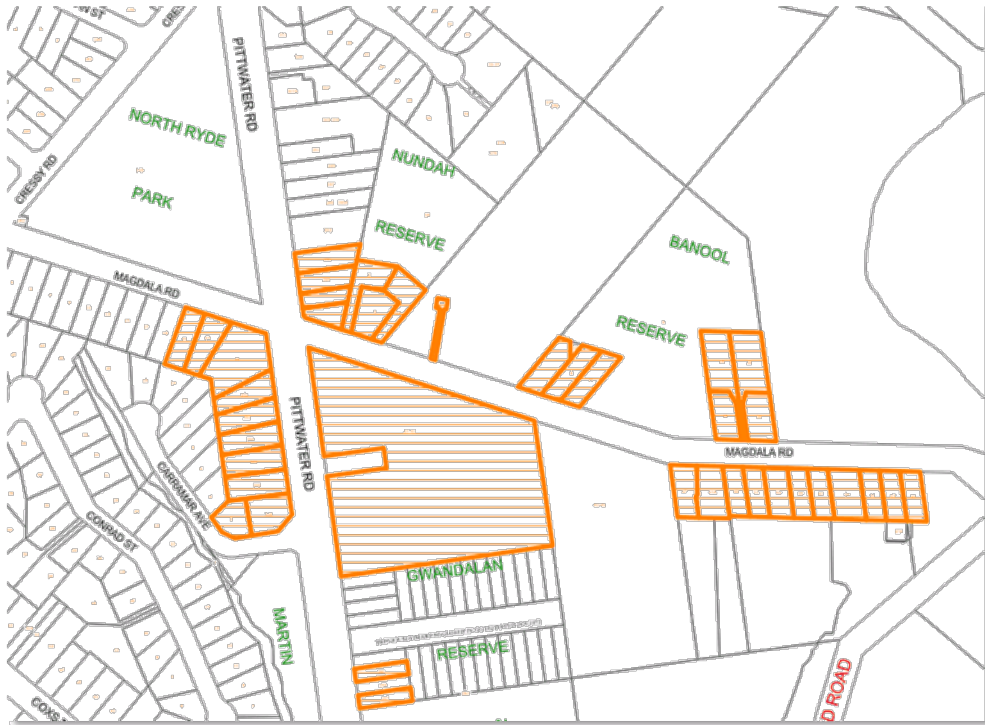 PITTWATER RD
NORTH RYDE
PARK
CRESSY RD
NUNDAH
RESERVE
BANOOL
RESERVE
MAGDALA RD
PITTWATER RD
MAGDALA RD
CARRAMAR AVE
CONRAD ST
GWANDALAN
RESERVE
MARTIN
COXS
D ROAD